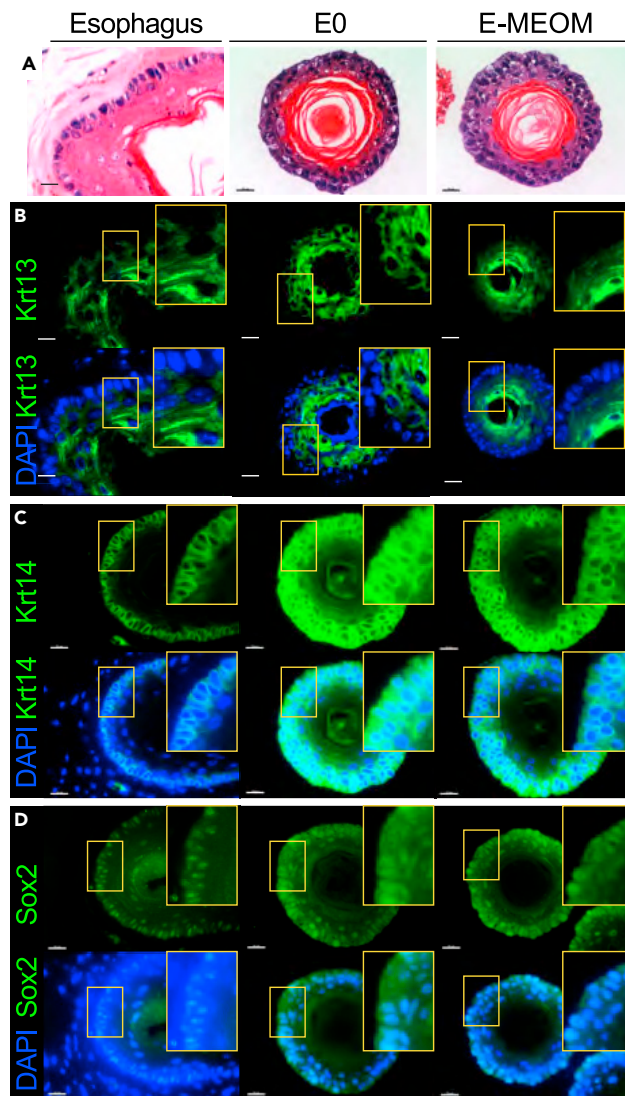 Esophagus E0 E-MEOM
A
B
Krt13
DAPI Krt13
C
Krt14
DAPI Krt14
D
Sox2
DAPI Sox2